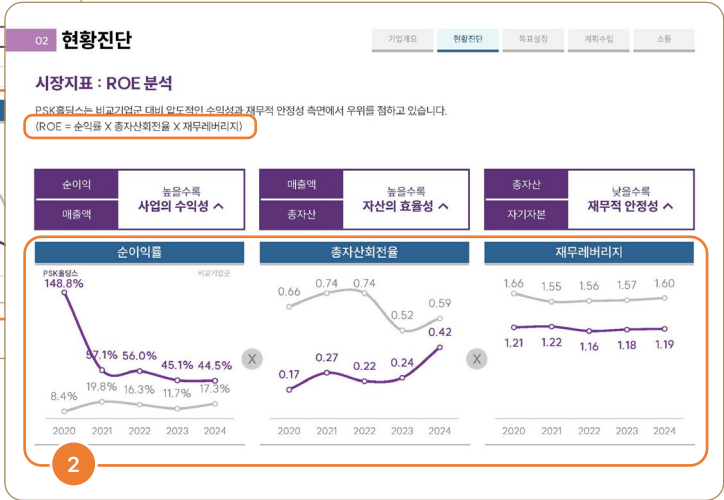 02 현황진단
기업개요 현황진단 목표설정 계획수립 소통
시장지표 : ROE 분석
PSK홀딩스는 비교기업군 대비 압도적인 수익성과 재무적 안정성 측면에서 우위를 점하고 있습니다.
(ROE = 순이익률 X 총자산회전율 X 재무레버리지)
순이익
매출액
높을수록
사업의 수익성 ^
매출액
총자산
높을수록
자산의 효율성 ^
총자산
자기자본
낮을수록
재무적 안정성 ^
순이익률
PSK홀딩스 비교기업군
148.8%
57.1% 56.0% 45.1% 44.5%
8.4% 19.8% 16.3% 11.7% 17.3%
2020 2021 2022 2023 2024
X
총자산회전율
0.66 0.74 0.74 0.52 0.59
0.17 0.27 0.22 0.24 0.42
2020 2021 2022 2023 2024
X
재무레버리지
1.66 1.55 1.56 1.57 1.60
1.21 1.22 1.16 1.18 1.19
2020 2021 2022 2023 2024
2